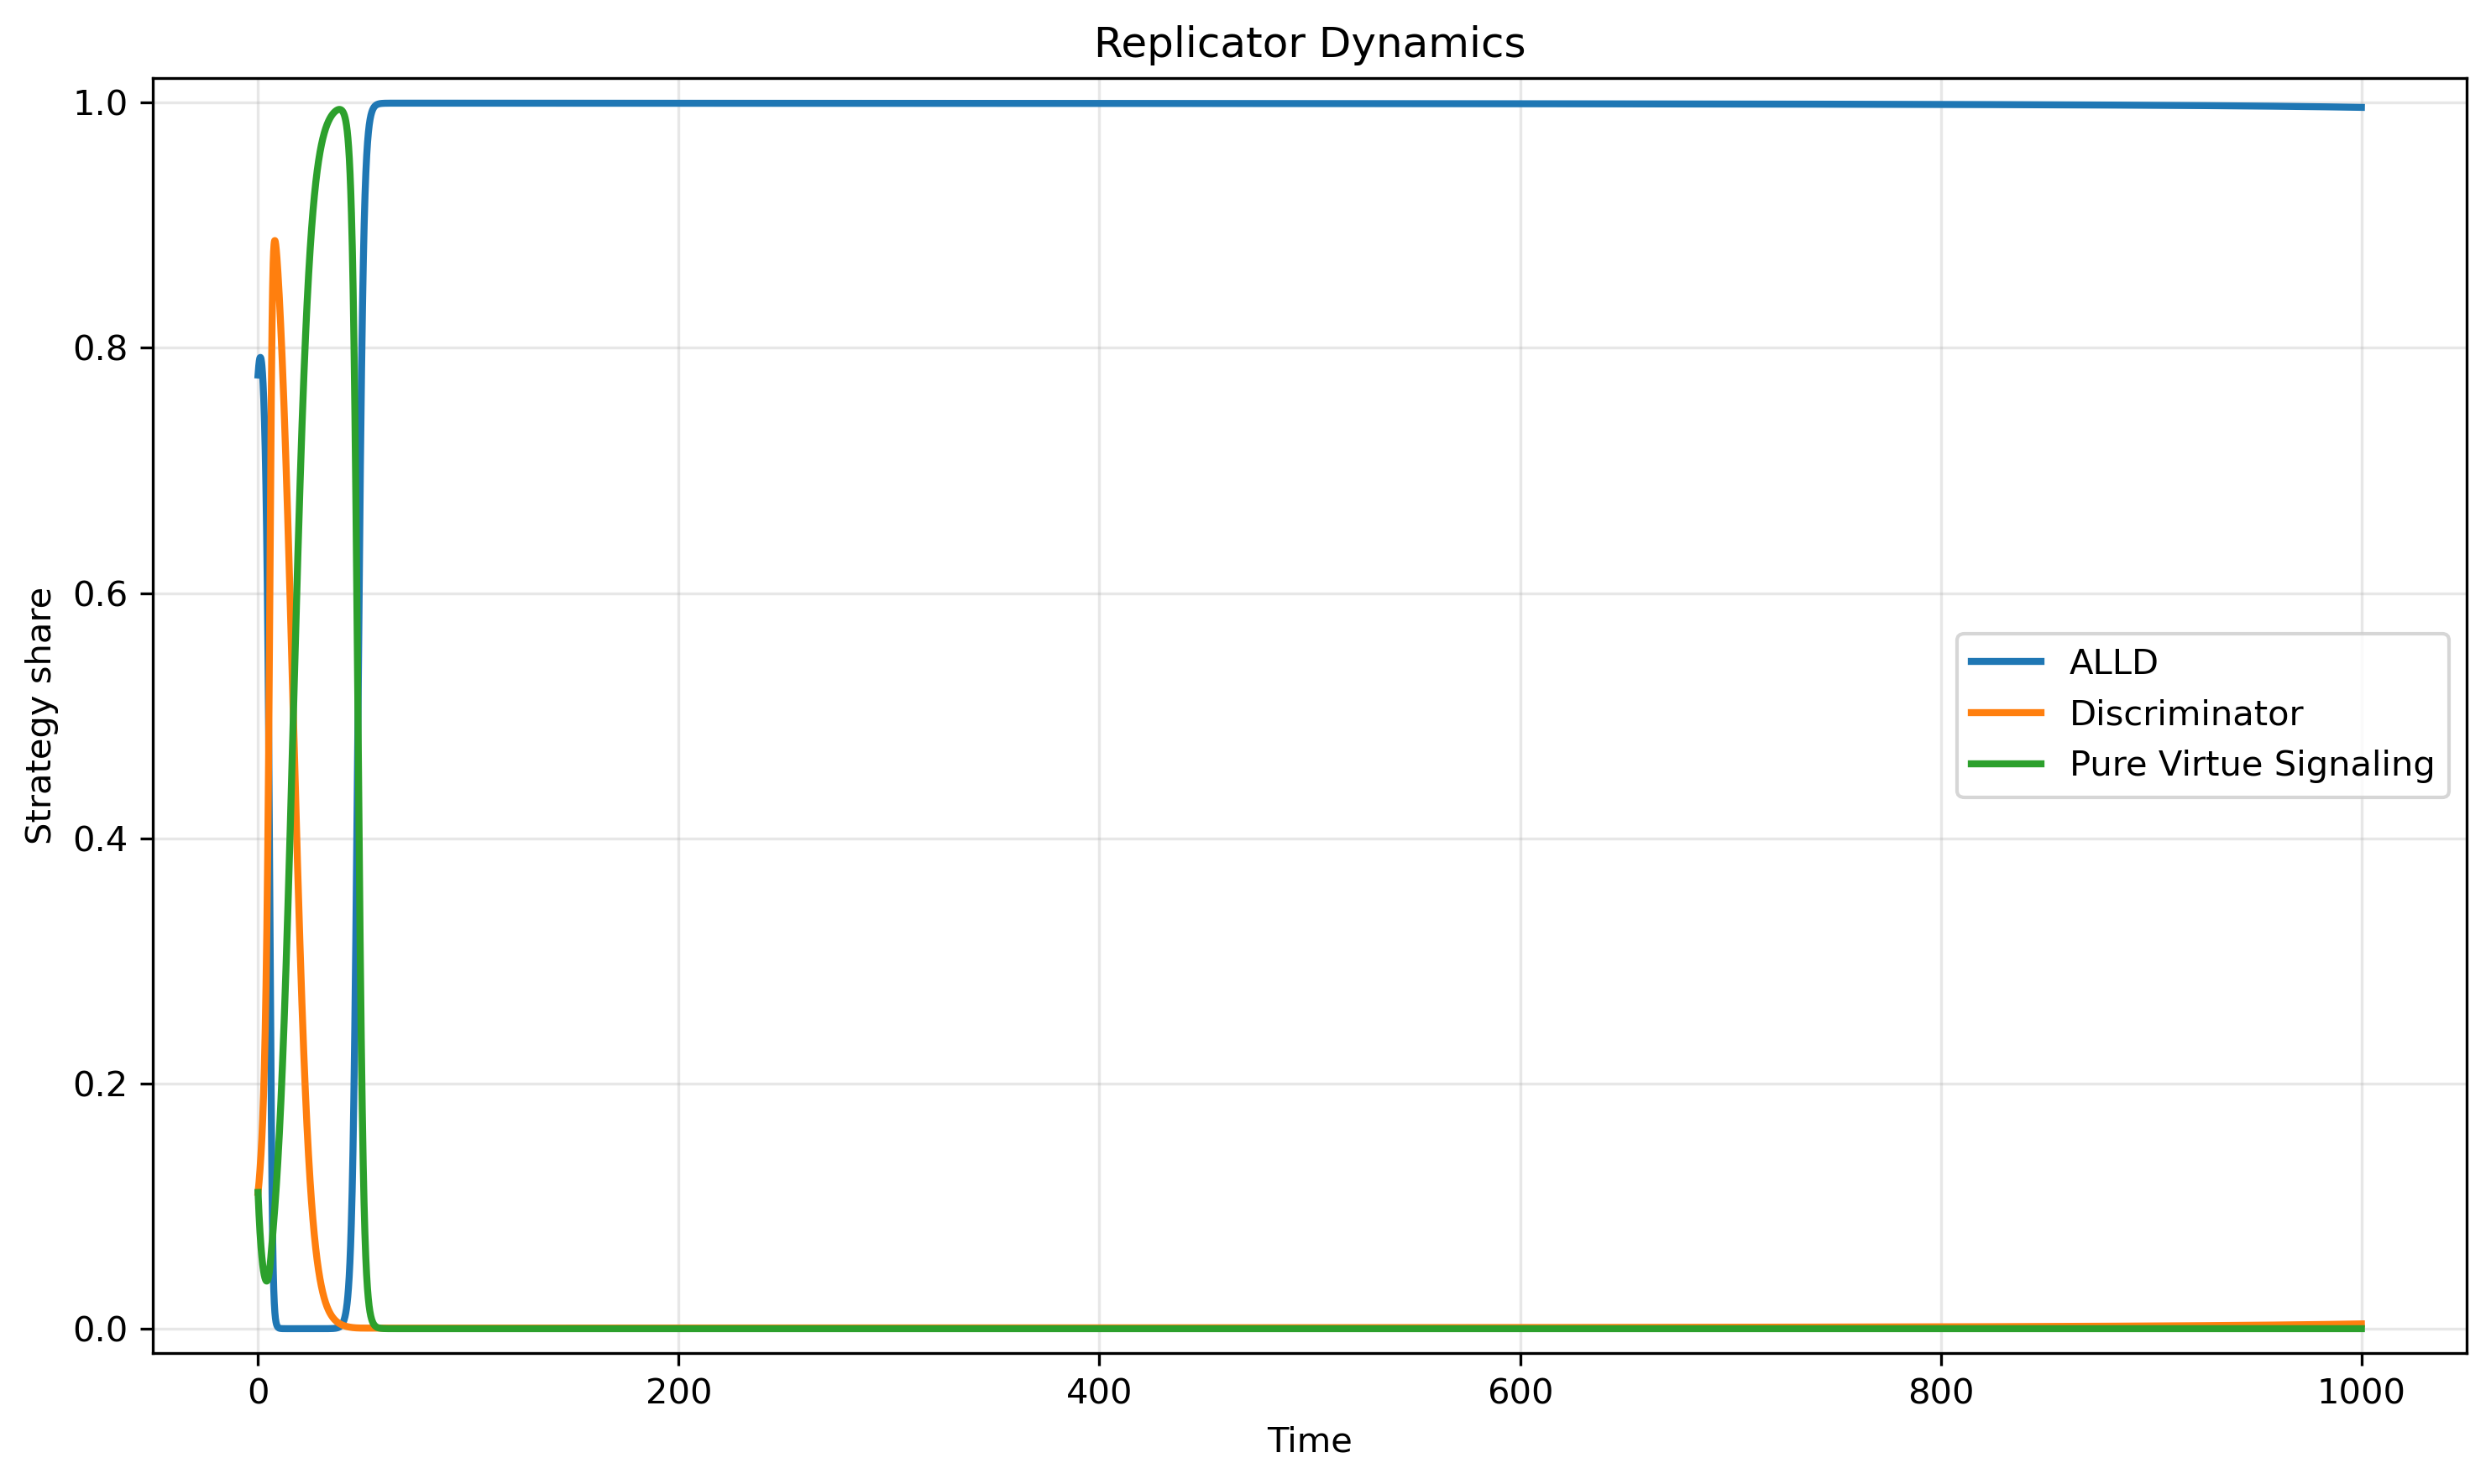 Replicator Dynamics
Strategy share
1.0
0.8
0.6
0.4
0.2
0.0
ALLD
Discriminator
Pure Virtue Signaling
0 200 400 600 800 1000
Time